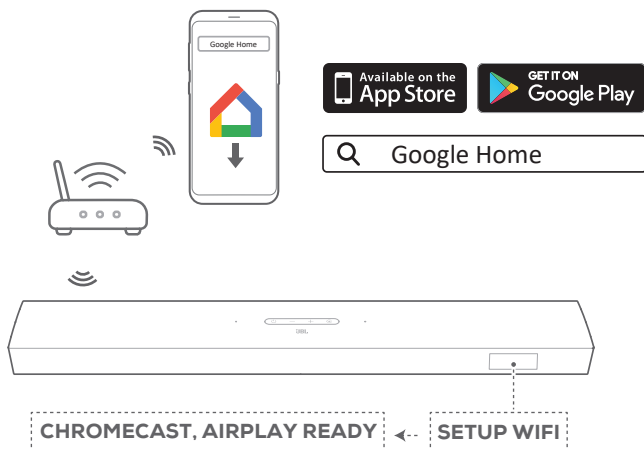 Google Home
Available on the
App Store
GET IT ON
Google Play
Google Home
JBL
CHROMECAST, AIRPLAY READY
SETUP WIFI